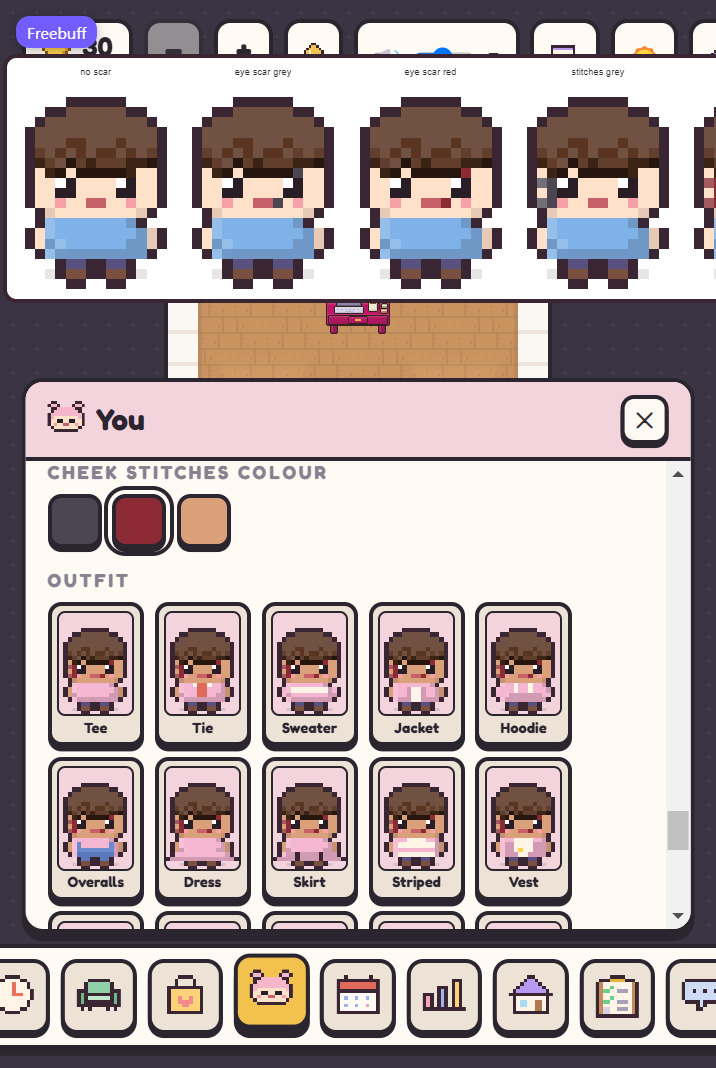 Freebuff
30
no scar
eye scar grey
eye scar red
stitches grey
You
CHEEK STITCHES COLOUR
OUTFIT
Tee
Tie
Sweater
Jacket
Hoodie
Overalls
Dress
Skirt
Striped
Vest